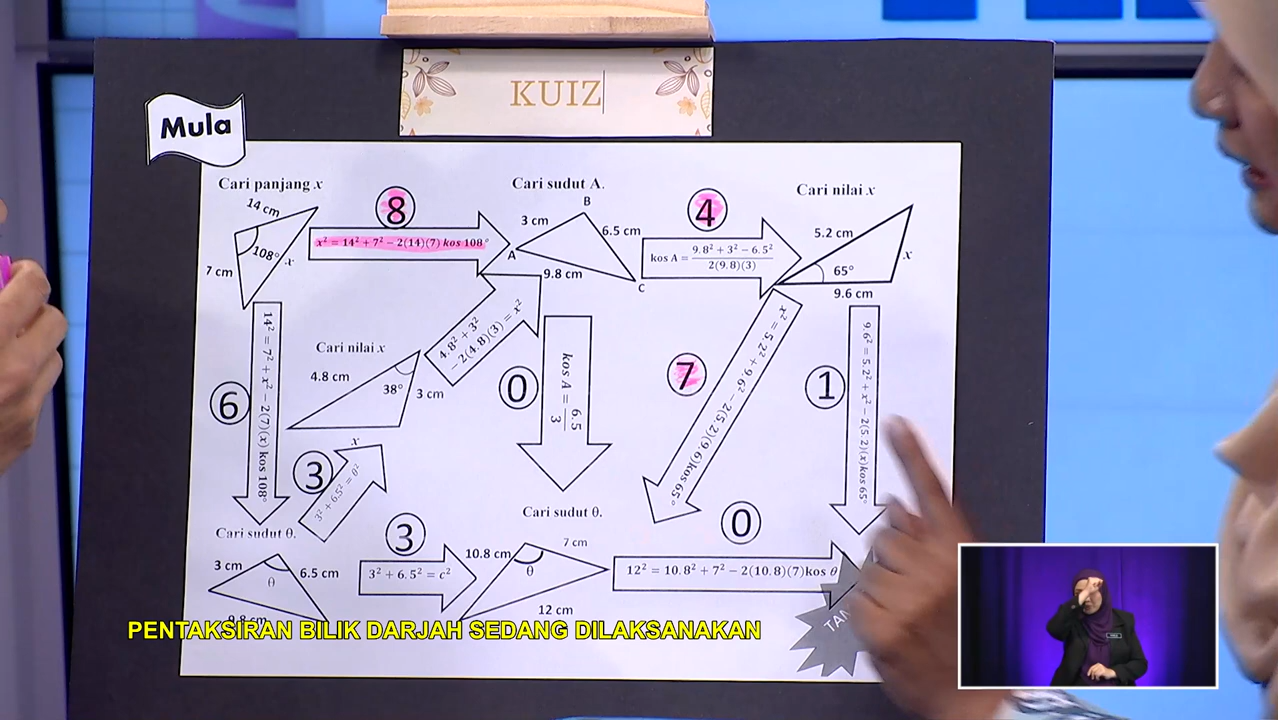 KUIZ
Mula
Cari panjang x
14 cm
108°
x
7 cm
8
x² = 14² + 7² − 2(14)(7) kos 108°
Cari sudut A.
B
3 cm
6.5 cm
A
9.8 cm
C
4
kos A = (9.8² + 3² − 6.5²) / (2(9.8)(3))
Cari nilai x
5.2 cm
x
65°
9.6 cm
6
14² = 7² + x² − 2(7)(x) kos 108°
Cari nilai x
4.8 cm
38°
3 cm
x
4.8² + 3²
− 2(4.8)(3) = x²
0
kos A = 6.5 / 3
7
x² = 5.2² + 9.6² − 2(5.2)(9.6)kos 65°
1
9.6² = 5.2² + x² − 2(5.2)(x)kos 65°
3
3² + 6.5² = θ²
Cari sudut θ.
3 cm
θ
6.5 cm
3
3² + 6.5² = c²
Cari sudut θ.
10.8 cm
7 cm
θ
12 cm
0
12² = 10.8² + 7² − 2(10.8)(7)kos θ
PENTAKSIRAN BILIK DARJAH SEDANG DILAKSANAKAN